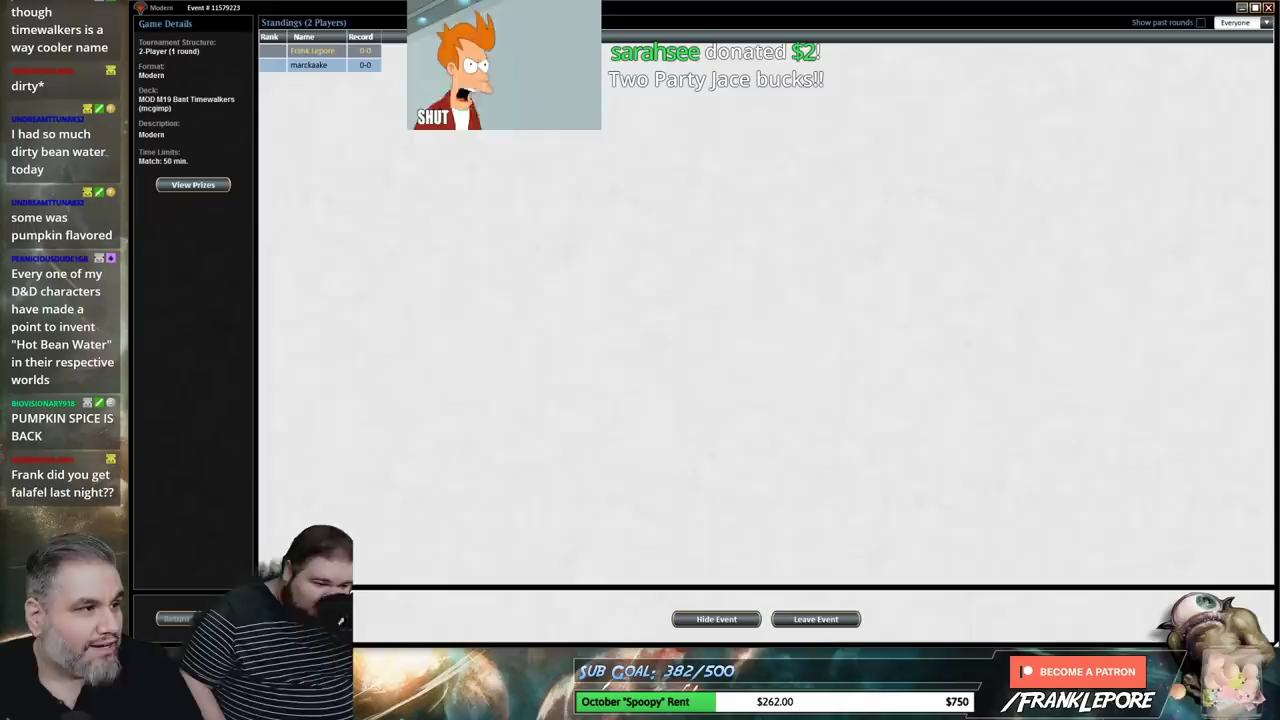 though
timewalkers is a
way cooler name
dirty*
UNDREAMTTUNA832
I had so much
dirty bean water
today
UNDREAMTTUNA832
some was
pumpkin flavored
PERNICIOUSDUDE1GR
Every one of my
D&D characters
have made a
point to invent
"Hot Bean Water"
in their respective
worlds
BIOVISIONARY918
PUMPKIN SPICE IS
BACK
Frank did you get
falafel last night??
Modern Event # 11579223
Game Details
Tournament Structure:
2-Player (1 round)
Format:
Modern
Deck:
MOD M19 Bant Timewalkers
(mcgimp)
Description:
Modern
Time Limits:
Match: 50 min.
View Prizes
Return
Standings (2 Players)
Show past rounds
Everyone
Rank Name Record
Frank Lepore 0-0
marckaake 0-0
SHUT
sarahsee donated $2!
Two Party Jace bucks!!
Hide Event
Leave Event
SUB GOAL: 382/500
October "Spoopy" Rent $262.00 $750
BECOME A PATRON
/FRANKLEPORE